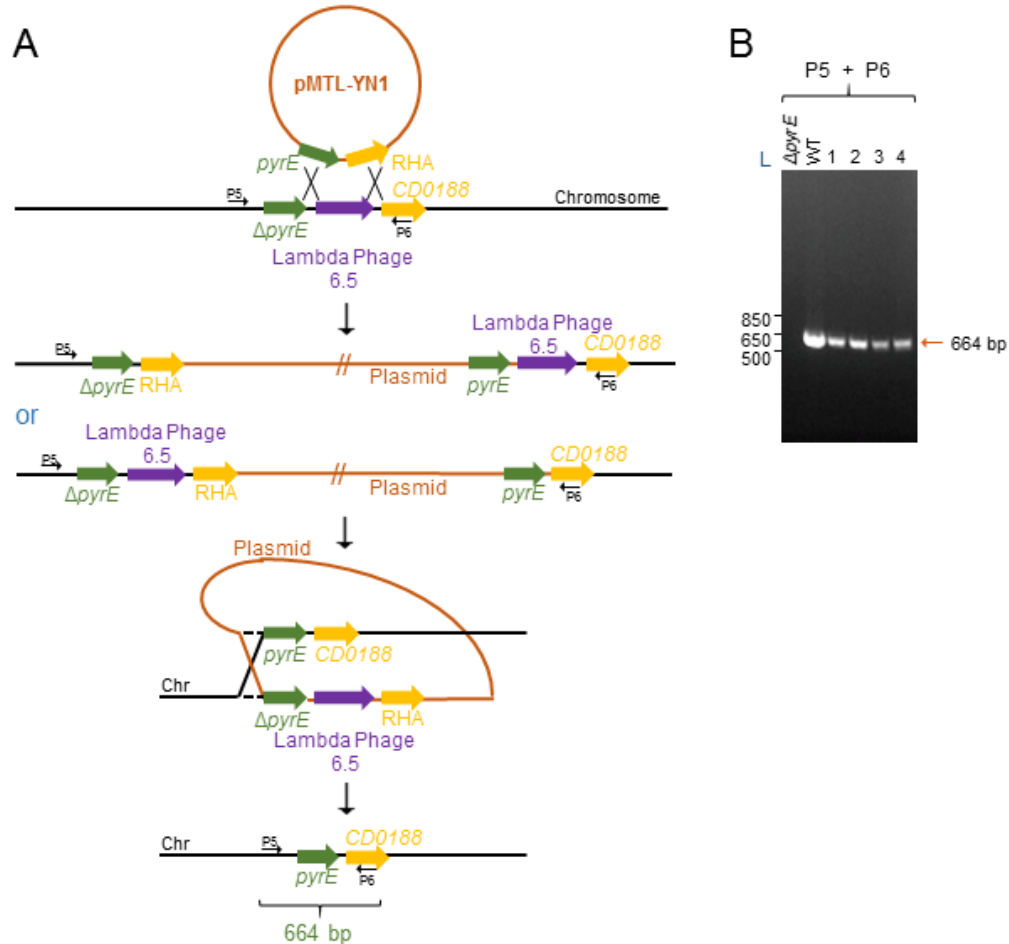 A
pMTL-YN1
pyrE
RHA
CD0188
P5
Chromosome
P6
ΔpyrE
Lambda Phage
6.5
Lambda Phage
6.5
CD0188
P5
//
ΔpyrE
RHA
Plasmid
pyrE
P6
or
Lambda Phage
6.5
CD0188
P5
//
ΔpyrE
RHA
Plasmid
pyrE
P6
Plasmid
pyrE
CD0188
Chr
ΔpyrE
RHA
Lambda Phage
6.5
CD0188
Chr
P5
pyrE
P6
664 bp
B
P5 + P6
ΔpyrE
L WT 1 2 3 4
850
650
500
664 bp